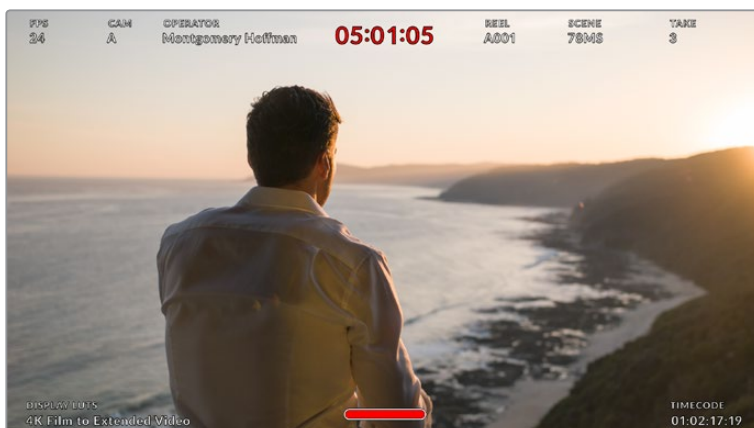 FPS CAM OPERATOR REEL SCENE TAKE
24 A Montgomery Hoffman 05:01:05 A001 78MS 3
DISPLAY LUTS TIMECODE
4K Film to Extended Video 01:02:17:19